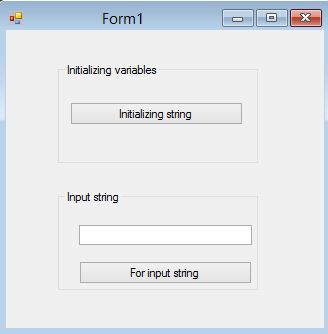 Form1
Initializing variables
Initializing string
Input string
For input string